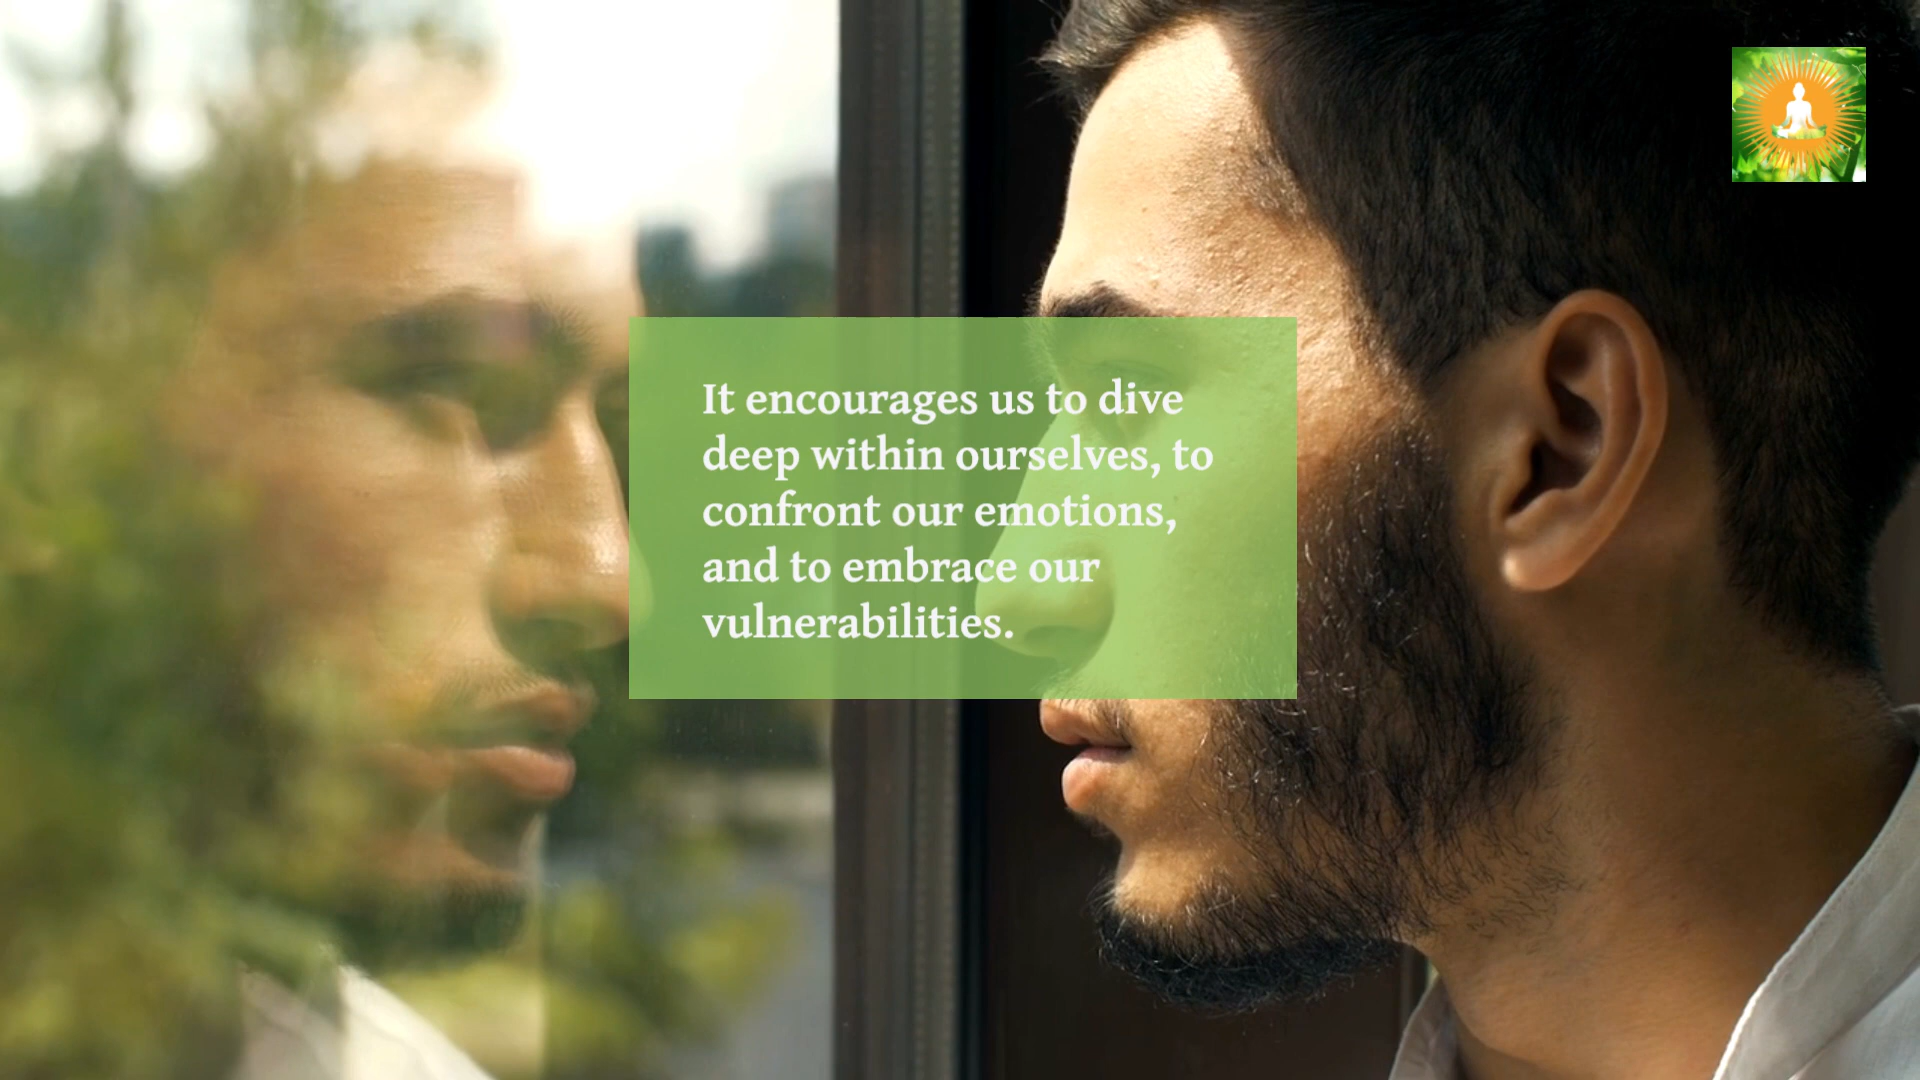 It encourages us to dive
deep within ourselves, to
confront our emotions,
and to embrace our
vulnerabilities.